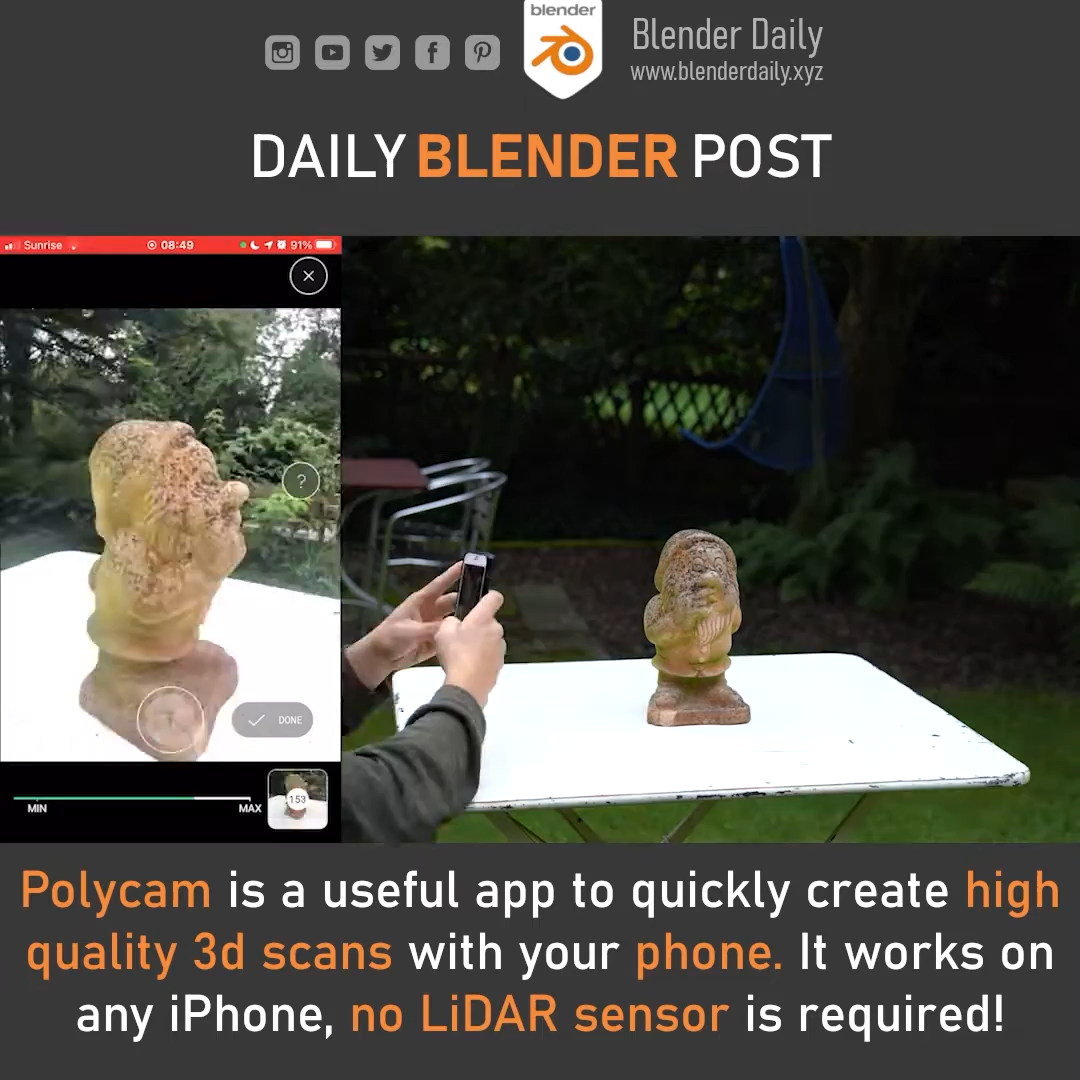 blender
Blender Daily
www.blenderdaily.xyz
DAILY BLENDER POST
Sunrise 08:49 91%
?
DONE
MIN MAX 153
Polycam is a useful app to quickly create high
quality 3d scans with your phone. It works on
any iPhone, no LiDAR sensor is required!